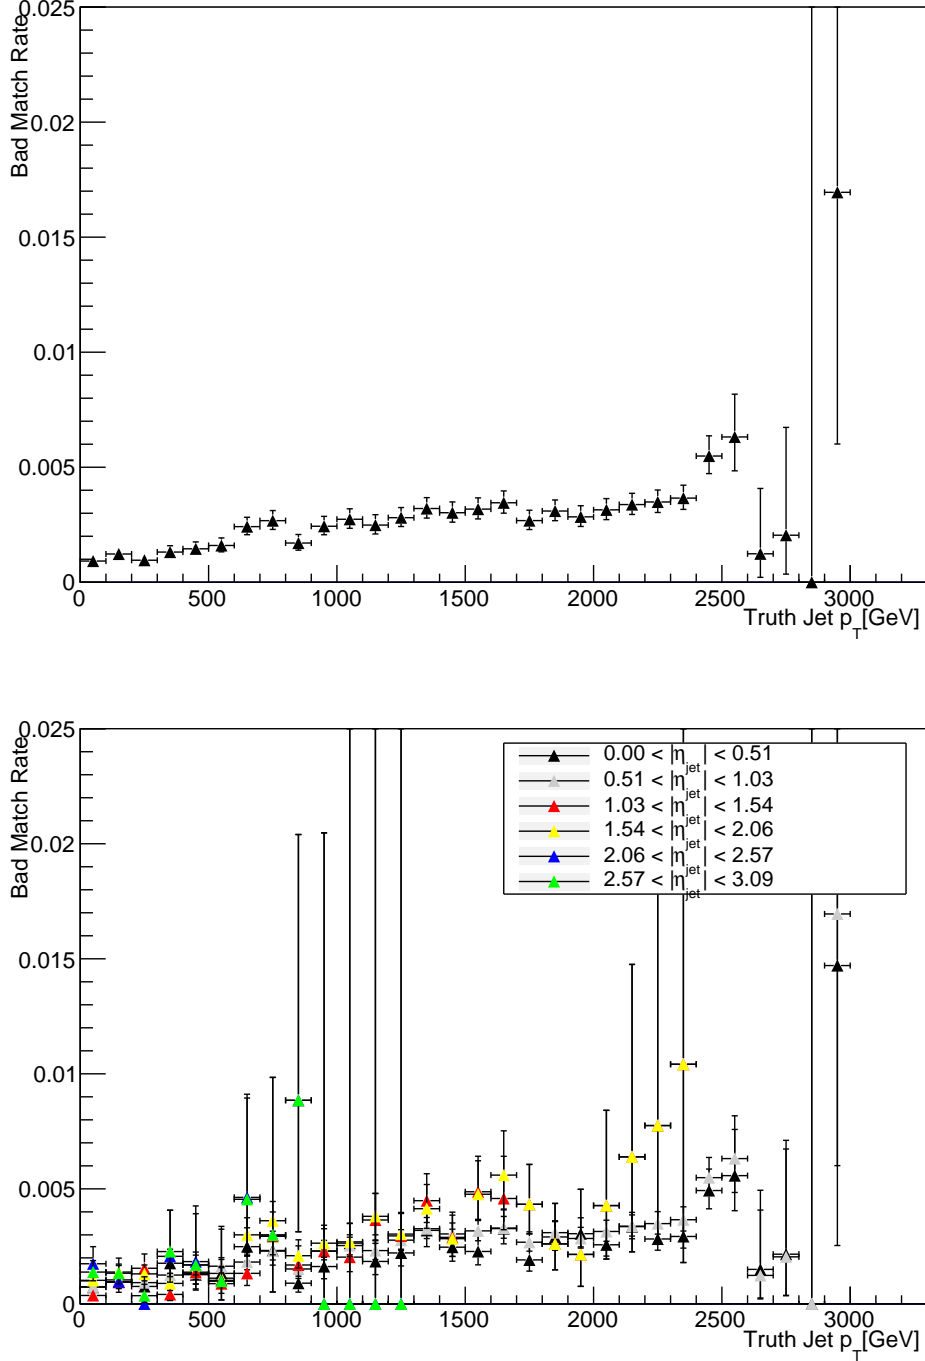 Bad Match Rate
0.025
0.02
0.015
0.01
0.005
0
0 500 1000 1500 2000 2500 3000
Truth Jet p_T[GeV]
Bad Match Rate
0.025
0.02
0.015
0.01
0.005
0
0.00 < |η_jet| < 0.51
0.51 < |η_jet| < 1.03
1.03 < |η_jet| < 1.54
1.54 < |η_jet| < 2.06
2.06 < |η_jet| < 2.57
2.57 < |η_jet| < 3.09
0 500 1000 1500 2000 2500 3000
Truth Jet p_T[GeV]